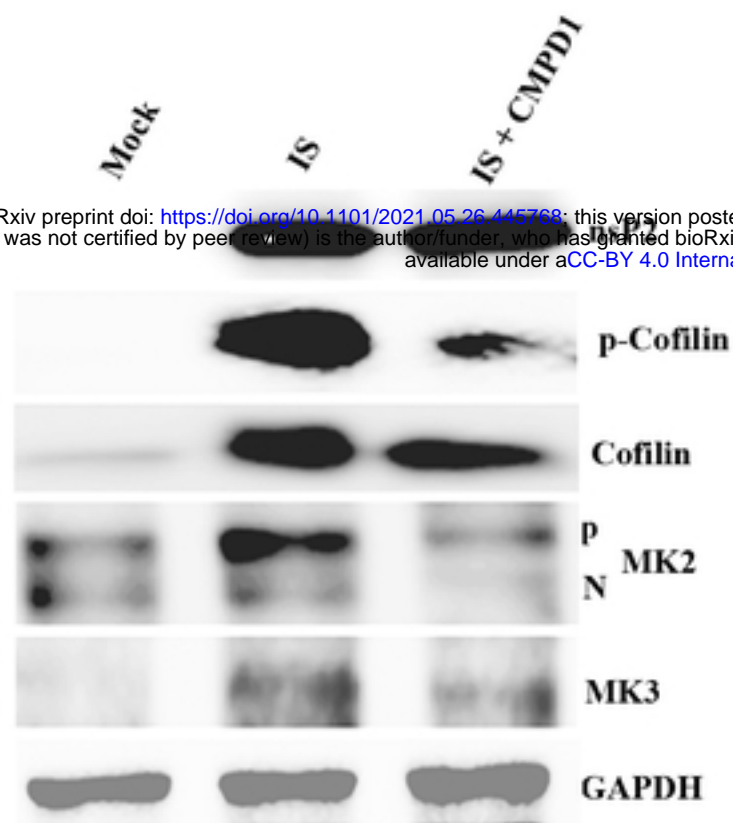 Mock
IS
IS + CMPD1
Rxiv preprint doi: https://doi.org/10.1101/2021.05.26.445768; this version poste
was not certified by peer review) is the author/funder, who has granted bioRxi
nsP2
available under aCC-BY 4.0 Interna
p-Cofilin
Cofilin
P
MK2
N
MK3
GAPDH